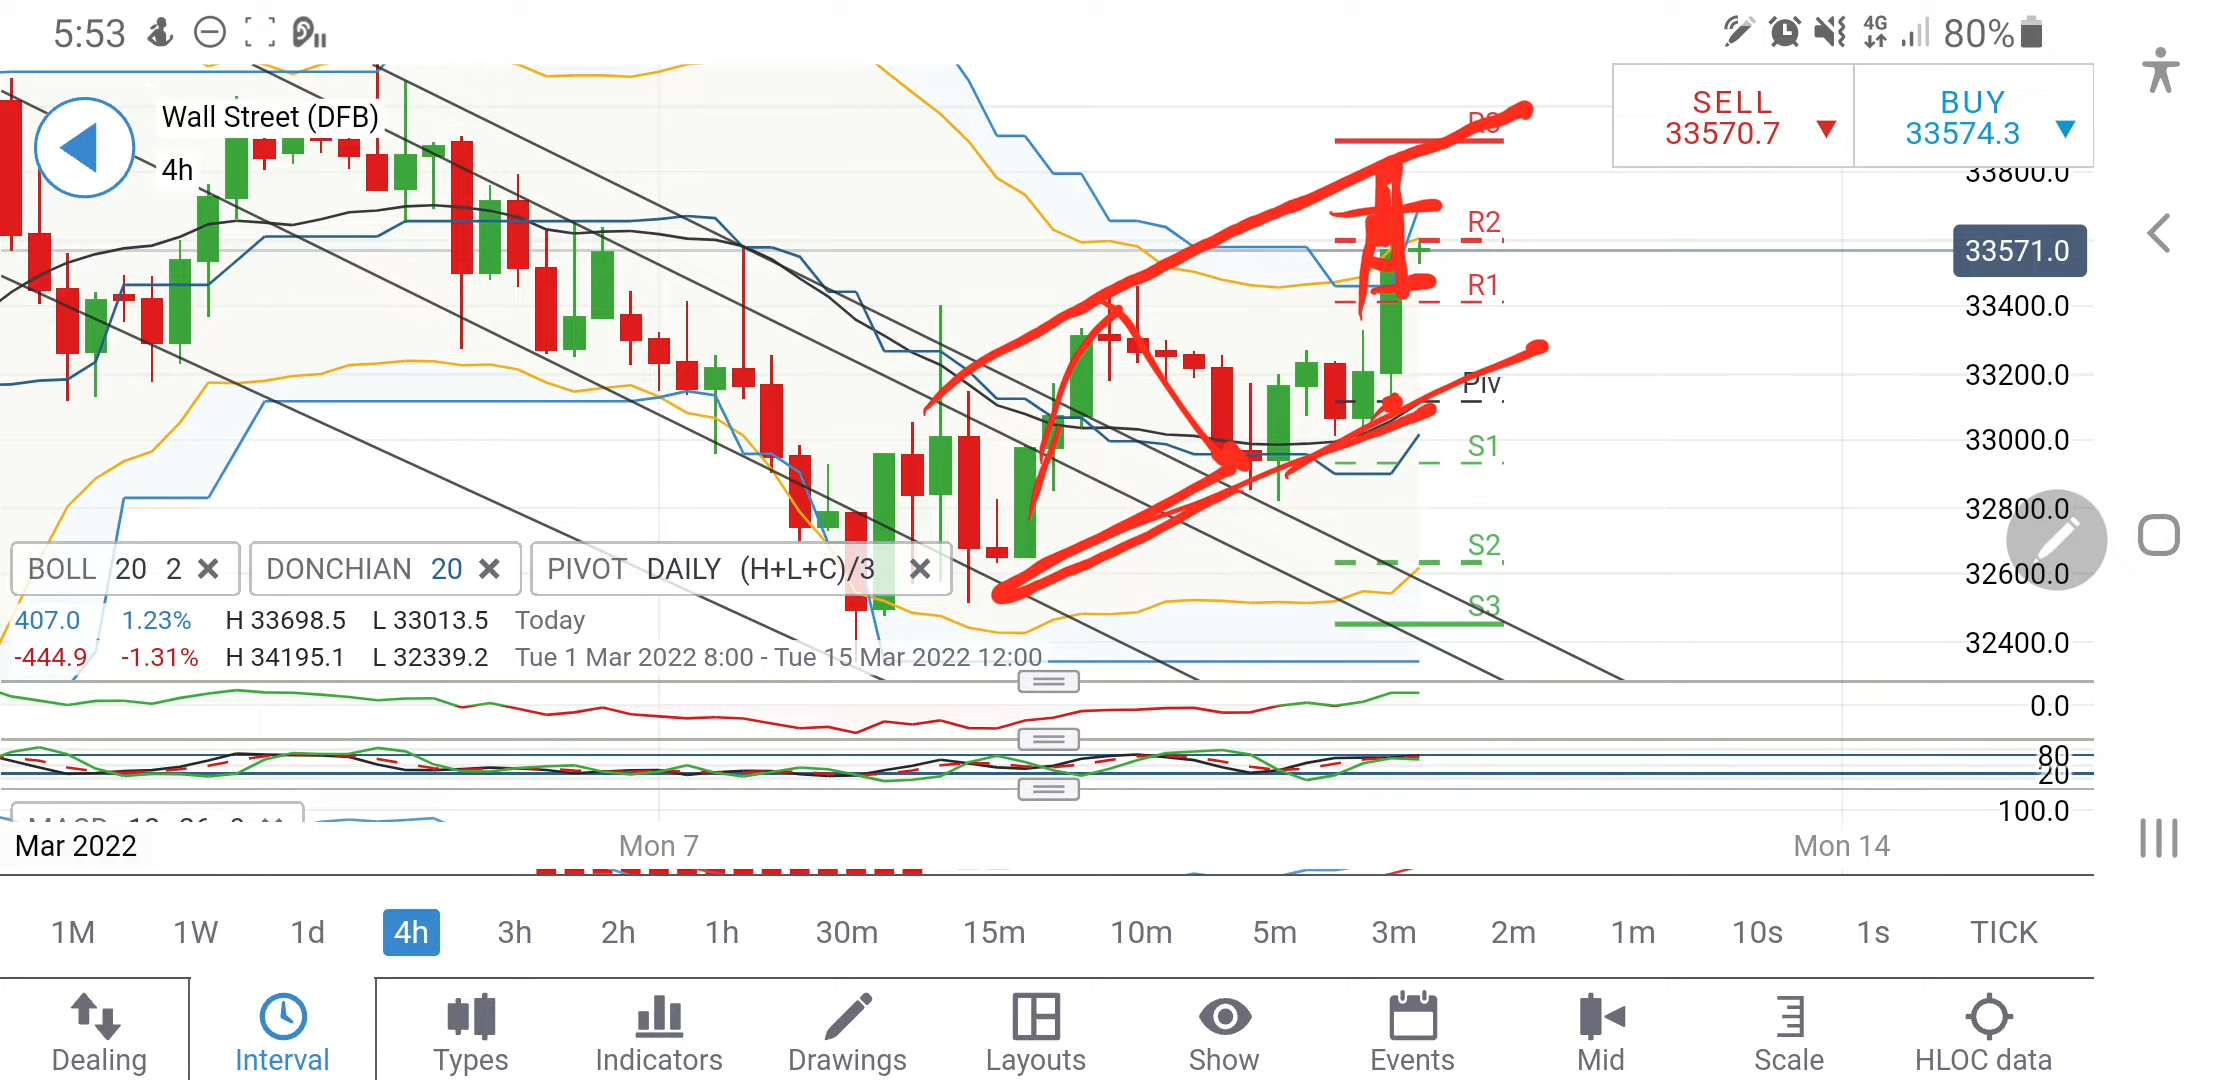 5:53 4G 80%
Wall Street (DFB)
4h
SELL
33570.7
BUY
33574.3
R3
R2
R1
Piv
S1
S2
S3
33800.0
33571.0
33400.0
33200.0
33000.0
32800.0
32600.0
32400.0
BOLL 20 2 DONCHIAN 20 PIVOT DAILY (H+L+C)/3
407.0 1.23% H 33698.5 L 33013.5 Today
-444.9 -1.31% H 34195.1 L 32339.2 Tue 1 Mar 2022 8:00 - Tue 15 Mar 2022 12:00
0.0
80
20
100.0
Mar 2022 Mon 7 Mon 14
1M 1W 1d 4h 3h 2h 1h 30m 15m 10m 5m 3m 2m 1m 10s 1s TICK
Dealing Interval Types Indicators Drawings Layouts Show Events Mid Scale HLOC data